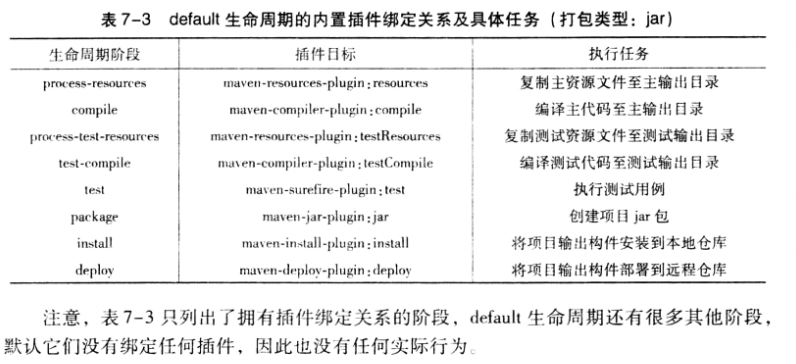 表 7-3 default 生命周期的内置插件绑定关系及具体任务（打包类型：jar）
生命周期阶段 插件目标 执行任务
process-resources maven-resources-plugin:resources 复制主资源文件至主输出目录
compile maven-compiler-plugin:compile 编译主代码至主输出目录
process-test-resources maven-resources-plugin:testResources 复制测试资源文件至测试输出目录
test-compile maven-compiler-plugin:testCompile 编译测试代码至测试输出目录
test maven-surefire-plugin:test 执行测试用例
package maven-jar-plugin:jar 创建项目 jar 包
install maven-install-plugin:install 将项目输出构件安装到本地仓库
deploy maven-deploy-plugin:deploy 将项目输出构件部署到远程仓库
注意，表 7-3 只列出了拥有插件绑定关系的阶段，default 生命周期还有很多其他阶段，
默认它们没有绑定任何插件，因此也没有任何实际行为。